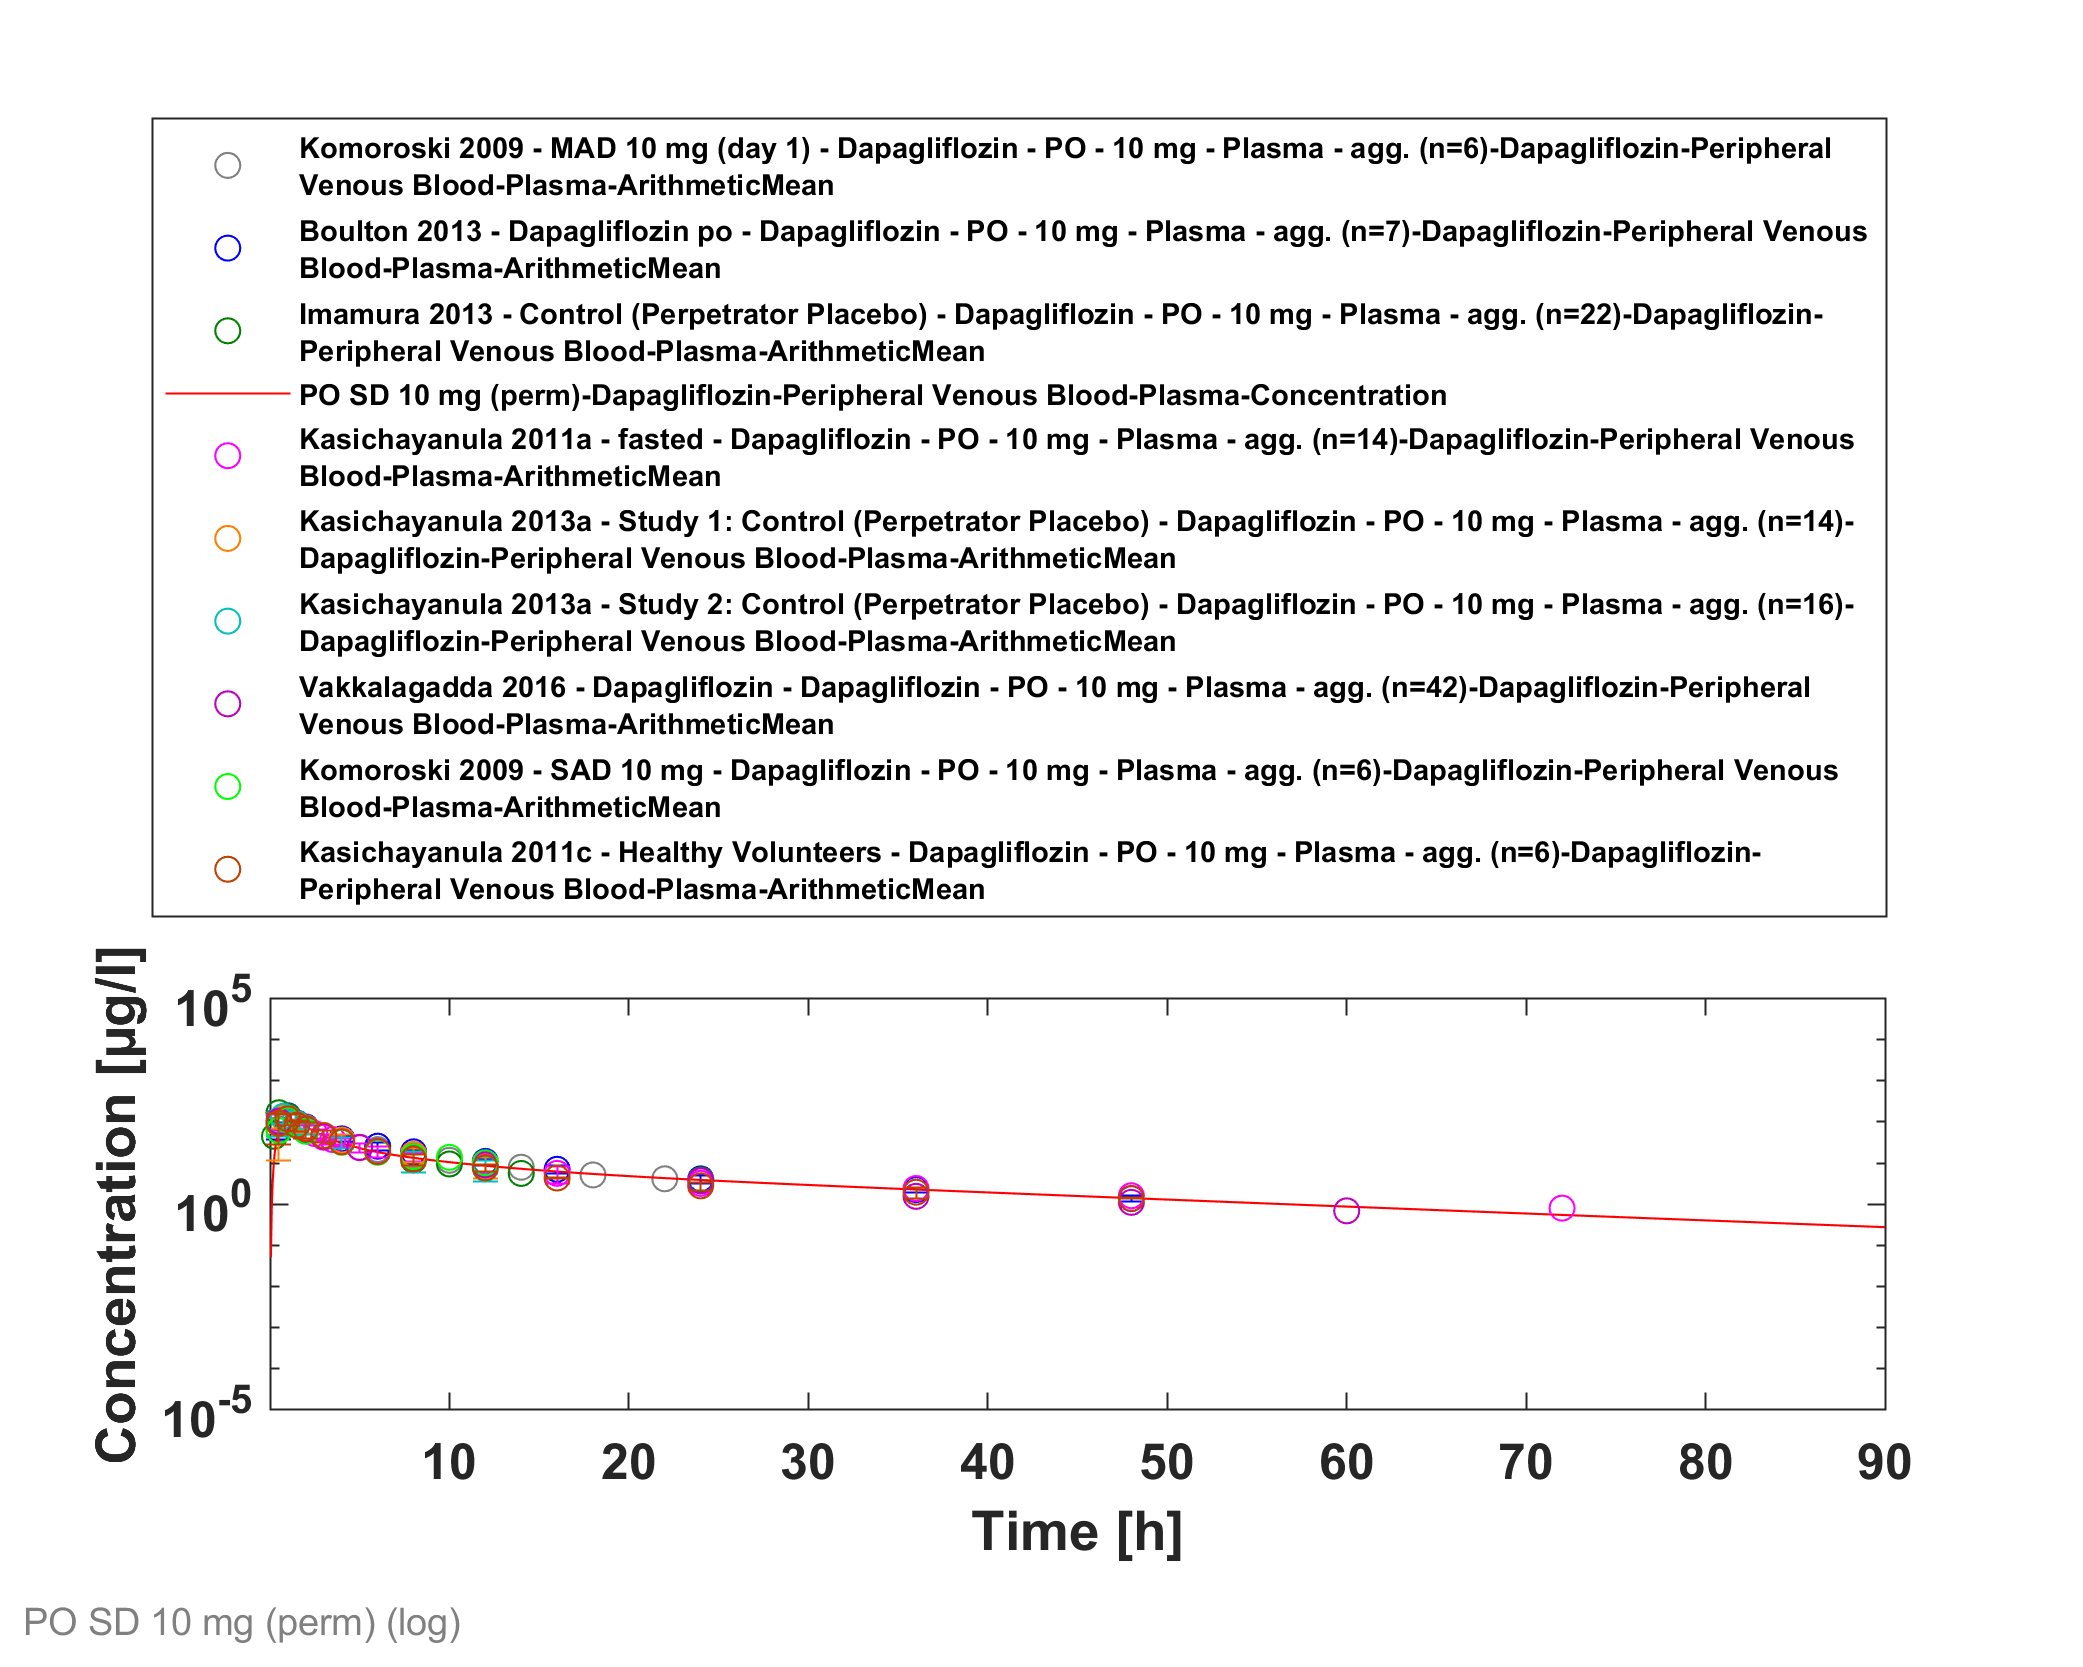 Komoroski 2009 - MAD 10 mg (day 1) - Dapagliflozin - PO - 10 mg - Plasma - agg. (n=6)-Dapagliflozin-Peripheral
Venous Blood-Plasma-ArithmeticMean
Boulton 2013 - Dapagliflozin po - Dapagliflozin - PO - 10 mg - Plasma - agg. (n=7)-Dapagliflozin-Peripheral Venous
Blood-Plasma-ArithmeticMean
Imamura 2013 - Control (Perpetrator Placebo) - Dapagliflozin - PO - 10 mg - Plasma - agg. (n=22)-Dapagliflozin-
Peripheral Venous Blood-Plasma-ArithmeticMean
PO SD 10 mg (perm)-Dapagliflozin-Peripheral Venous Blood-Plasma-Concentration
Kasichayanula 2011a - fasted - Dapagliflozin - PO - 10 mg - Plasma - agg. (n=14)-Dapagliflozin-Peripheral Venous
Blood-Plasma-ArithmeticMean
Kasichayanula 2013a - Study 1: Control (Perpetrator Placebo) - Dapagliflozin - PO - 10 mg - Plasma - agg. (n=14)-
Dapagliflozin-Peripheral Venous Blood-Plasma-ArithmeticMean
Kasichayanula 2013a - Study 2: Control (Perpetrator Placebo) - Dapagliflozin - PO - 10 mg - Plasma - agg. (n=16)-
Dapagliflozin-Peripheral Venous Blood-Plasma-ArithmeticMean
Vakkalagadda 2016 - Dapagliflozin - Dapagliflozin - PO - 10 mg - Plasma - agg. (n=42)-Dapagliflozin-Peripheral
Venous Blood-Plasma-ArithmeticMean
Komoroski 2009 - SAD 10 mg - Dapagliflozin - PO - 10 mg - Plasma - agg. (n=6)-Dapagliflozin-Peripheral Venous
Blood-Plasma-ArithmeticMean
Kasichayanula 2011c - Healthy Volunteers - Dapagliflozin - PO - 10 mg - Plasma - agg. (n=6)-Dapagliflozin-
Peripheral Venous Blood-Plasma-ArithmeticMean
Concentration [µg/l]
10^5
10^0
10^-5
10 20 30 40 50 60 70 80 90
Time [h]
PO SD 10 mg (perm) (log)